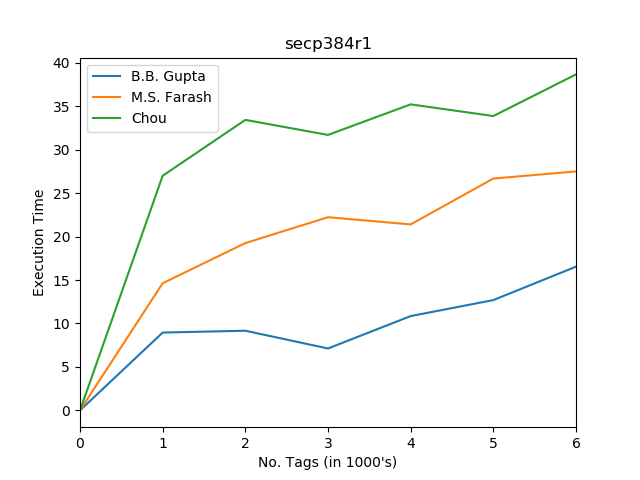 secp384r1
B.B. Gupta
M.S. Farash
Chou
Execution Time
40
35
30
25
20
15
10
5
0
0 1 2 3 4 5 6
No. Tags (in 1000's)